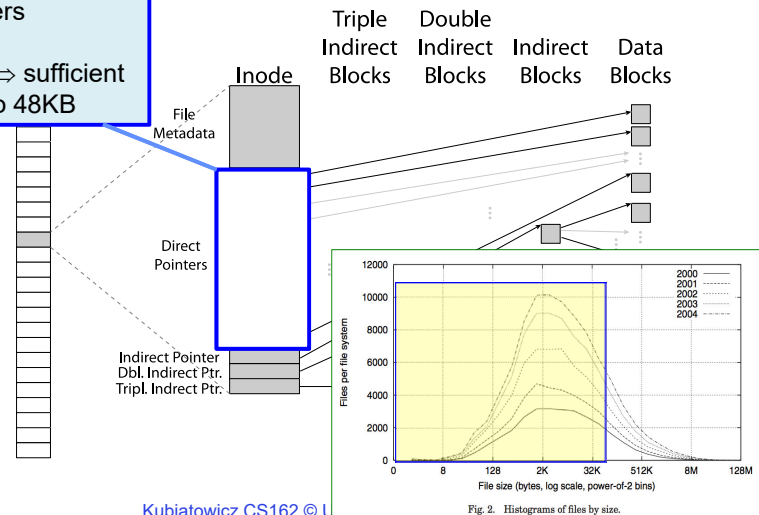 ers
⇒ sufficient
o 48KB
Triple Double
Indirect Indirect Indirect Data
Inode Blocks Blocks Blocks Blocks
File
Metadata
Direct
Pointers
Indirect Pointer
Dbl. Indirect Ptr.
Tripl. Indirect Ptr.
12000
10000
8000
6000
4000
2000
0
Files per file system
2000
2001
2002
2003
2004
0 8 128 2K 32K 512K 8M 128M
File size (bytes, log scale, power-of-2 bins)
Fig. 2. Histograms of files by size.
Kubiatowicz CS162 ©